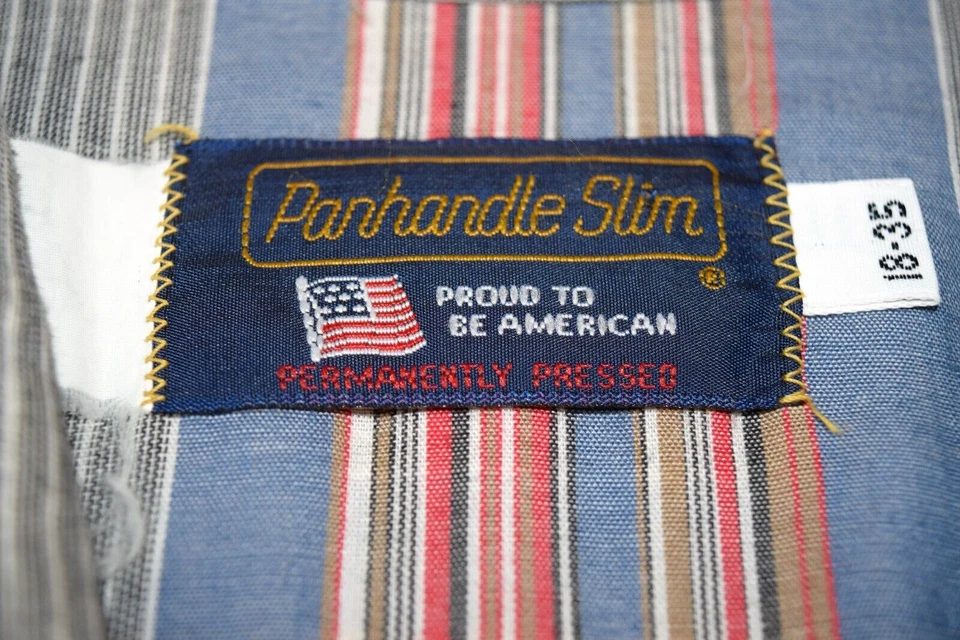 Panhandle Slim
®
PROUD TO
BE AMERICAN
PERMANENTLY PRESSED
18-35